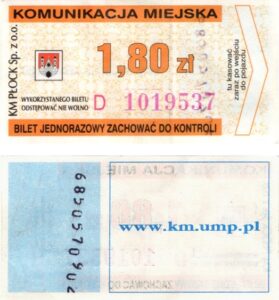 KOMUNIKACJA MIEJSKA
KM PŁOCK Sp. z o.o.
1,80 zł
WYKORZYSTANEGO BILETU
ODSTĘPOWAĆ NIE WOLNO
D 1019537
BILET JEDNORAZOWY ZACHOWAĆ DO KONTROLI
tu kasować
zaraz po wejściu
do pojazdu
www.km.ump.pl
6850570902